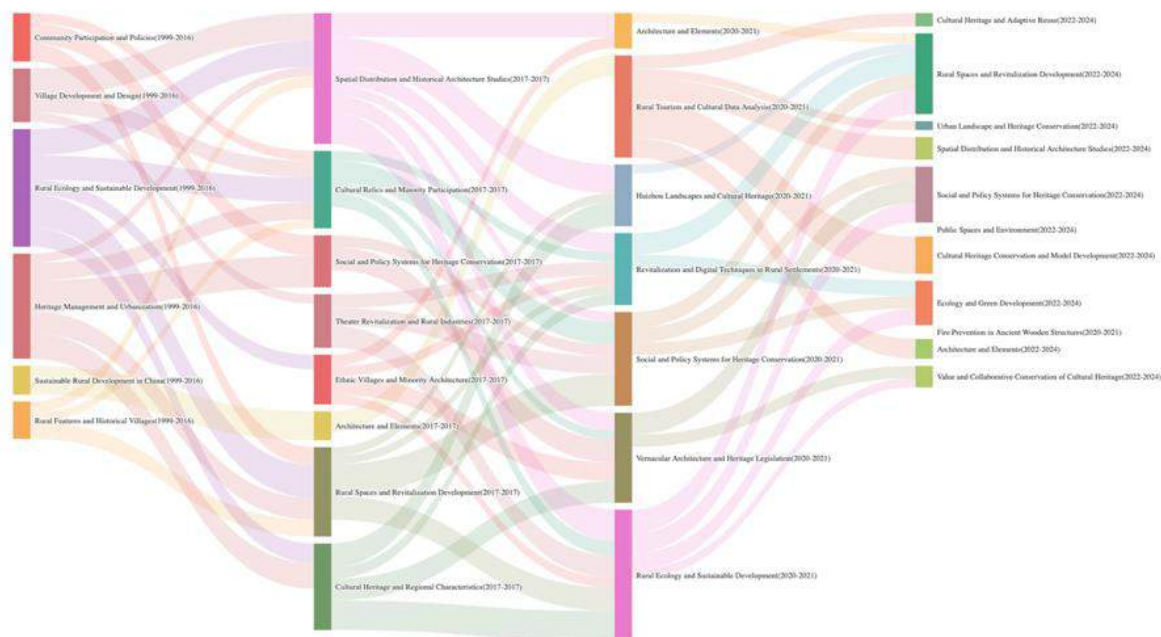 Community Participation and Policies(1999-2016)
Village Development and Design(1999-2016)
Rural Ecology and Sustainable Development(1999-2016)
Heritage Management and Urbanization(1999-2016)
Sustainable Rural Development in China(1999-2016)
Rural Features and Historical Villages(1999-2016)
Spatial Distribution and Historical Architecture Studies(2017-2017)
Cultural Relics and Minority Participation(2017-2017)
Social and Policy Systems for Heritage Conservation(2017-2017)
Theater Revitalization and Rural Industries(2017-2017)
Ethnic Villages and Minority Architecture(2017-2017)
Architecture and Elements(2017-2017)
Rural Spaces and Revitalization Development(2017-2017)
Cultural Heritage and Regional Characteristics(2017-2017)
Architecture and Elements(2020-2021)
Rural Tourism and Cultural Data Analysis(2020-2021)
Huizhou Landscapes and Cultural Heritage(2020-2021)
Revitalization and Digital Techniques in Rural Settlements(2020-2021)
Social and Policy Systems for Heritage Conservation(2020-2021)
Vernacular Architecture and Heritage Legislation(2020-2021)
Rural Ecology and Sustainable Development(2020-2021)
Cultural Heritage and Adaptive Reuse(2022-2024)
Rural Spaces and Revitalization Development(2022-2024)
Urban Landscape and Heritage Conservation(2022-2024)
Spatial Distribution and Historical Architecture Studies(2022-2024)
Social and Policy Systems for Heritage Conservation(2022-2024)
Public Spaces and Environment(2022-2024)
Cultural Heritage Conservation and Model Development(2022-2024)
Ecology and Green Development(2022-2024)
Fire Prevention in Ancient Wooden Structures(2020-2021)
Architecture and Elements(2022-2024)
Value and Collaborative Conservation of Cultural Heritage(2022-2024)